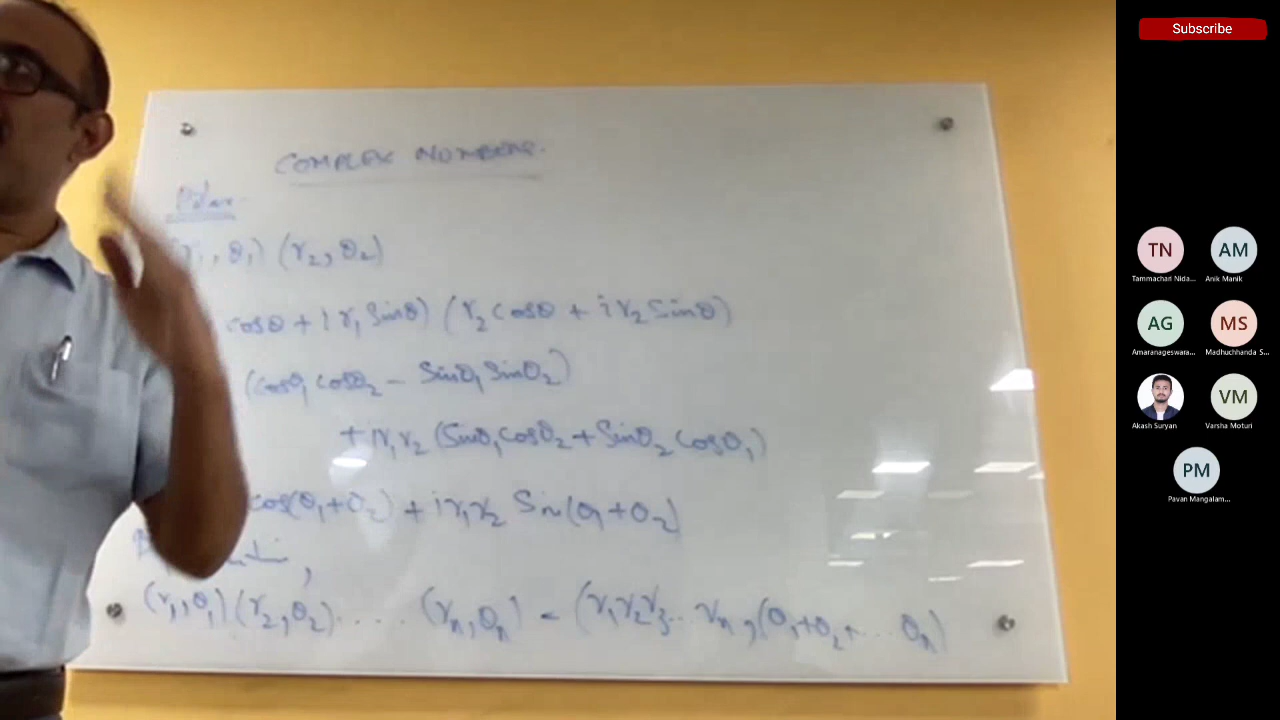 COMPLEX NUMBERS.
Polar
(r₁, θ₁) (r₂, θ₂)
cosθ + i r₁ Sinθ) (r₂ cosθ + i r₂ Sinθ)
(cosθ₁ cosθ₂ - Sinθ₁ Sinθ₂)
+ i r₁ r₂ (Sinθ₁ cosθ₂ + Sinθ₂ cosθ₁)
cos(θ₁+θ₂) + i r₁ r₂ Sin(θ₁+θ₂)
(r₁, θ₁) (r₂, θ₂) .... (rₙ, θₙ) = (r₁ r₂ r₃... rₙ, (θ₁+θ₂+ ... θₙ)
Subscribe
TN AM
Tammachari Nida... Anik Manik
AG MS
Amaranageswara... Madhuchhanda S...
VM
Akash Suryan Varsha Moturi
PM
Pavan Mangalam...